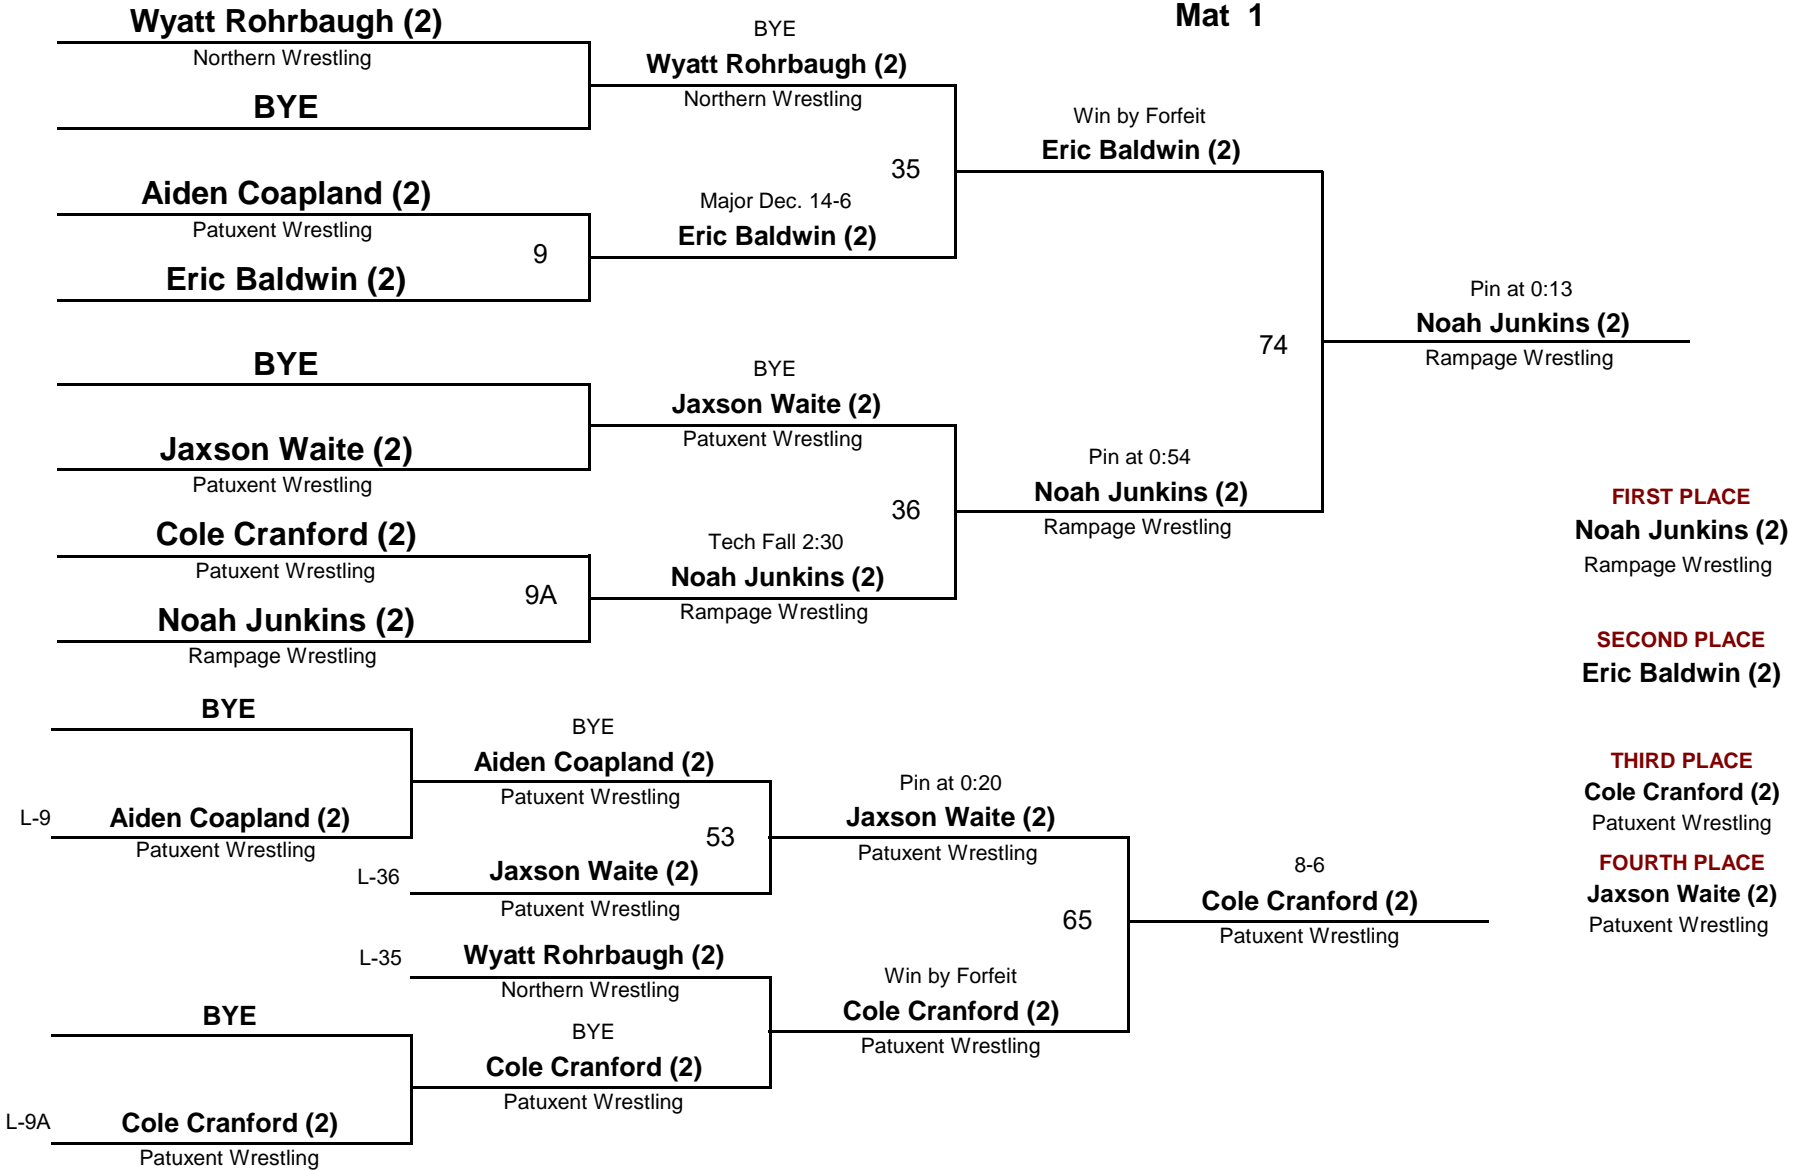 Mat 1
Wyatt Rohrbaugh (2)
Northern Wrestling
BYE
Aiden Coapland (2)
Patuxent Wrestling
9
Eric Baldwin (2)
BYE
Jaxson Waite (2)
Patuxent Wrestling
Cole Cranford (2)
Patuxent Wrestling
9A
Noah Junkins (2)
Rampage Wrestling
BYE
Wyatt Rohrbaugh (2)
Northern Wrestling
35
Major Dec. 14-6
Eric Baldwin (2)
BYE
Jaxson Waite (2)
Patuxent Wrestling
36
Tech Fall 2:30
Noah Junkins (2)
Rampage Wrestling
Win by Forfeit
Eric Baldwin (2)
74
Pin at 0:54
Noah Junkins (2)
Rampage Wrestling
Pin at 0:13
Noah Junkins (2)
Rampage Wrestling
BYE
L-9
Aiden Coapland (2)
Patuxent Wrestling
BYE
L-9A
Cole Cranford (2)
Patuxent Wrestling
BYE
Aiden Coapland (2)
Patuxent Wrestling
53
L-36
Jaxson Waite (2)
Patuxent Wrestling
L-35
Wyatt Rohrbaugh (2)
Northern Wrestling
BYE
Cole Cranford (2)
Patuxent Wrestling
Pin at 0:20
Jaxson Waite (2)
Patuxent Wrestling
65
Win by Forfeit
Cole Cranford (2)
Patuxent Wrestling
8-6
Cole Cranford (2)
Patuxent Wrestling
FIRST PLACE
Noah Junkins (2)
Rampage Wrestling
SECOND PLACE
Eric Baldwin (2)
THIRD PLACE
Cole Cranford (2)
Patuxent Wrestling
FOURTH PLACE
Jaxson Waite (2)
Patuxent Wrestling